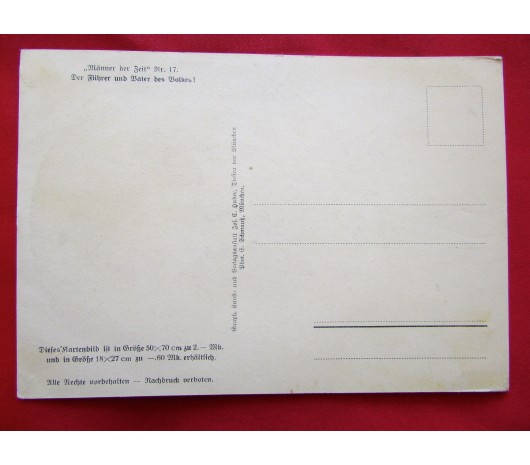 „Männer der Zeit" Nr. 17.
Der Führer und Vater des Volkes!
Graph. Kunst- und Verlagsanstalt Jos. C. Huber, Diessen vor München
Phot. E. Schmauß, München.
Dieses Kartenbild ist in Größe 50×70 cm zu 2.— Mk.
und in Größe 18×27 cm zu —.60 Mk. erhältlich.
Alle Rechte vorbehalten — Nachdruck verboten.